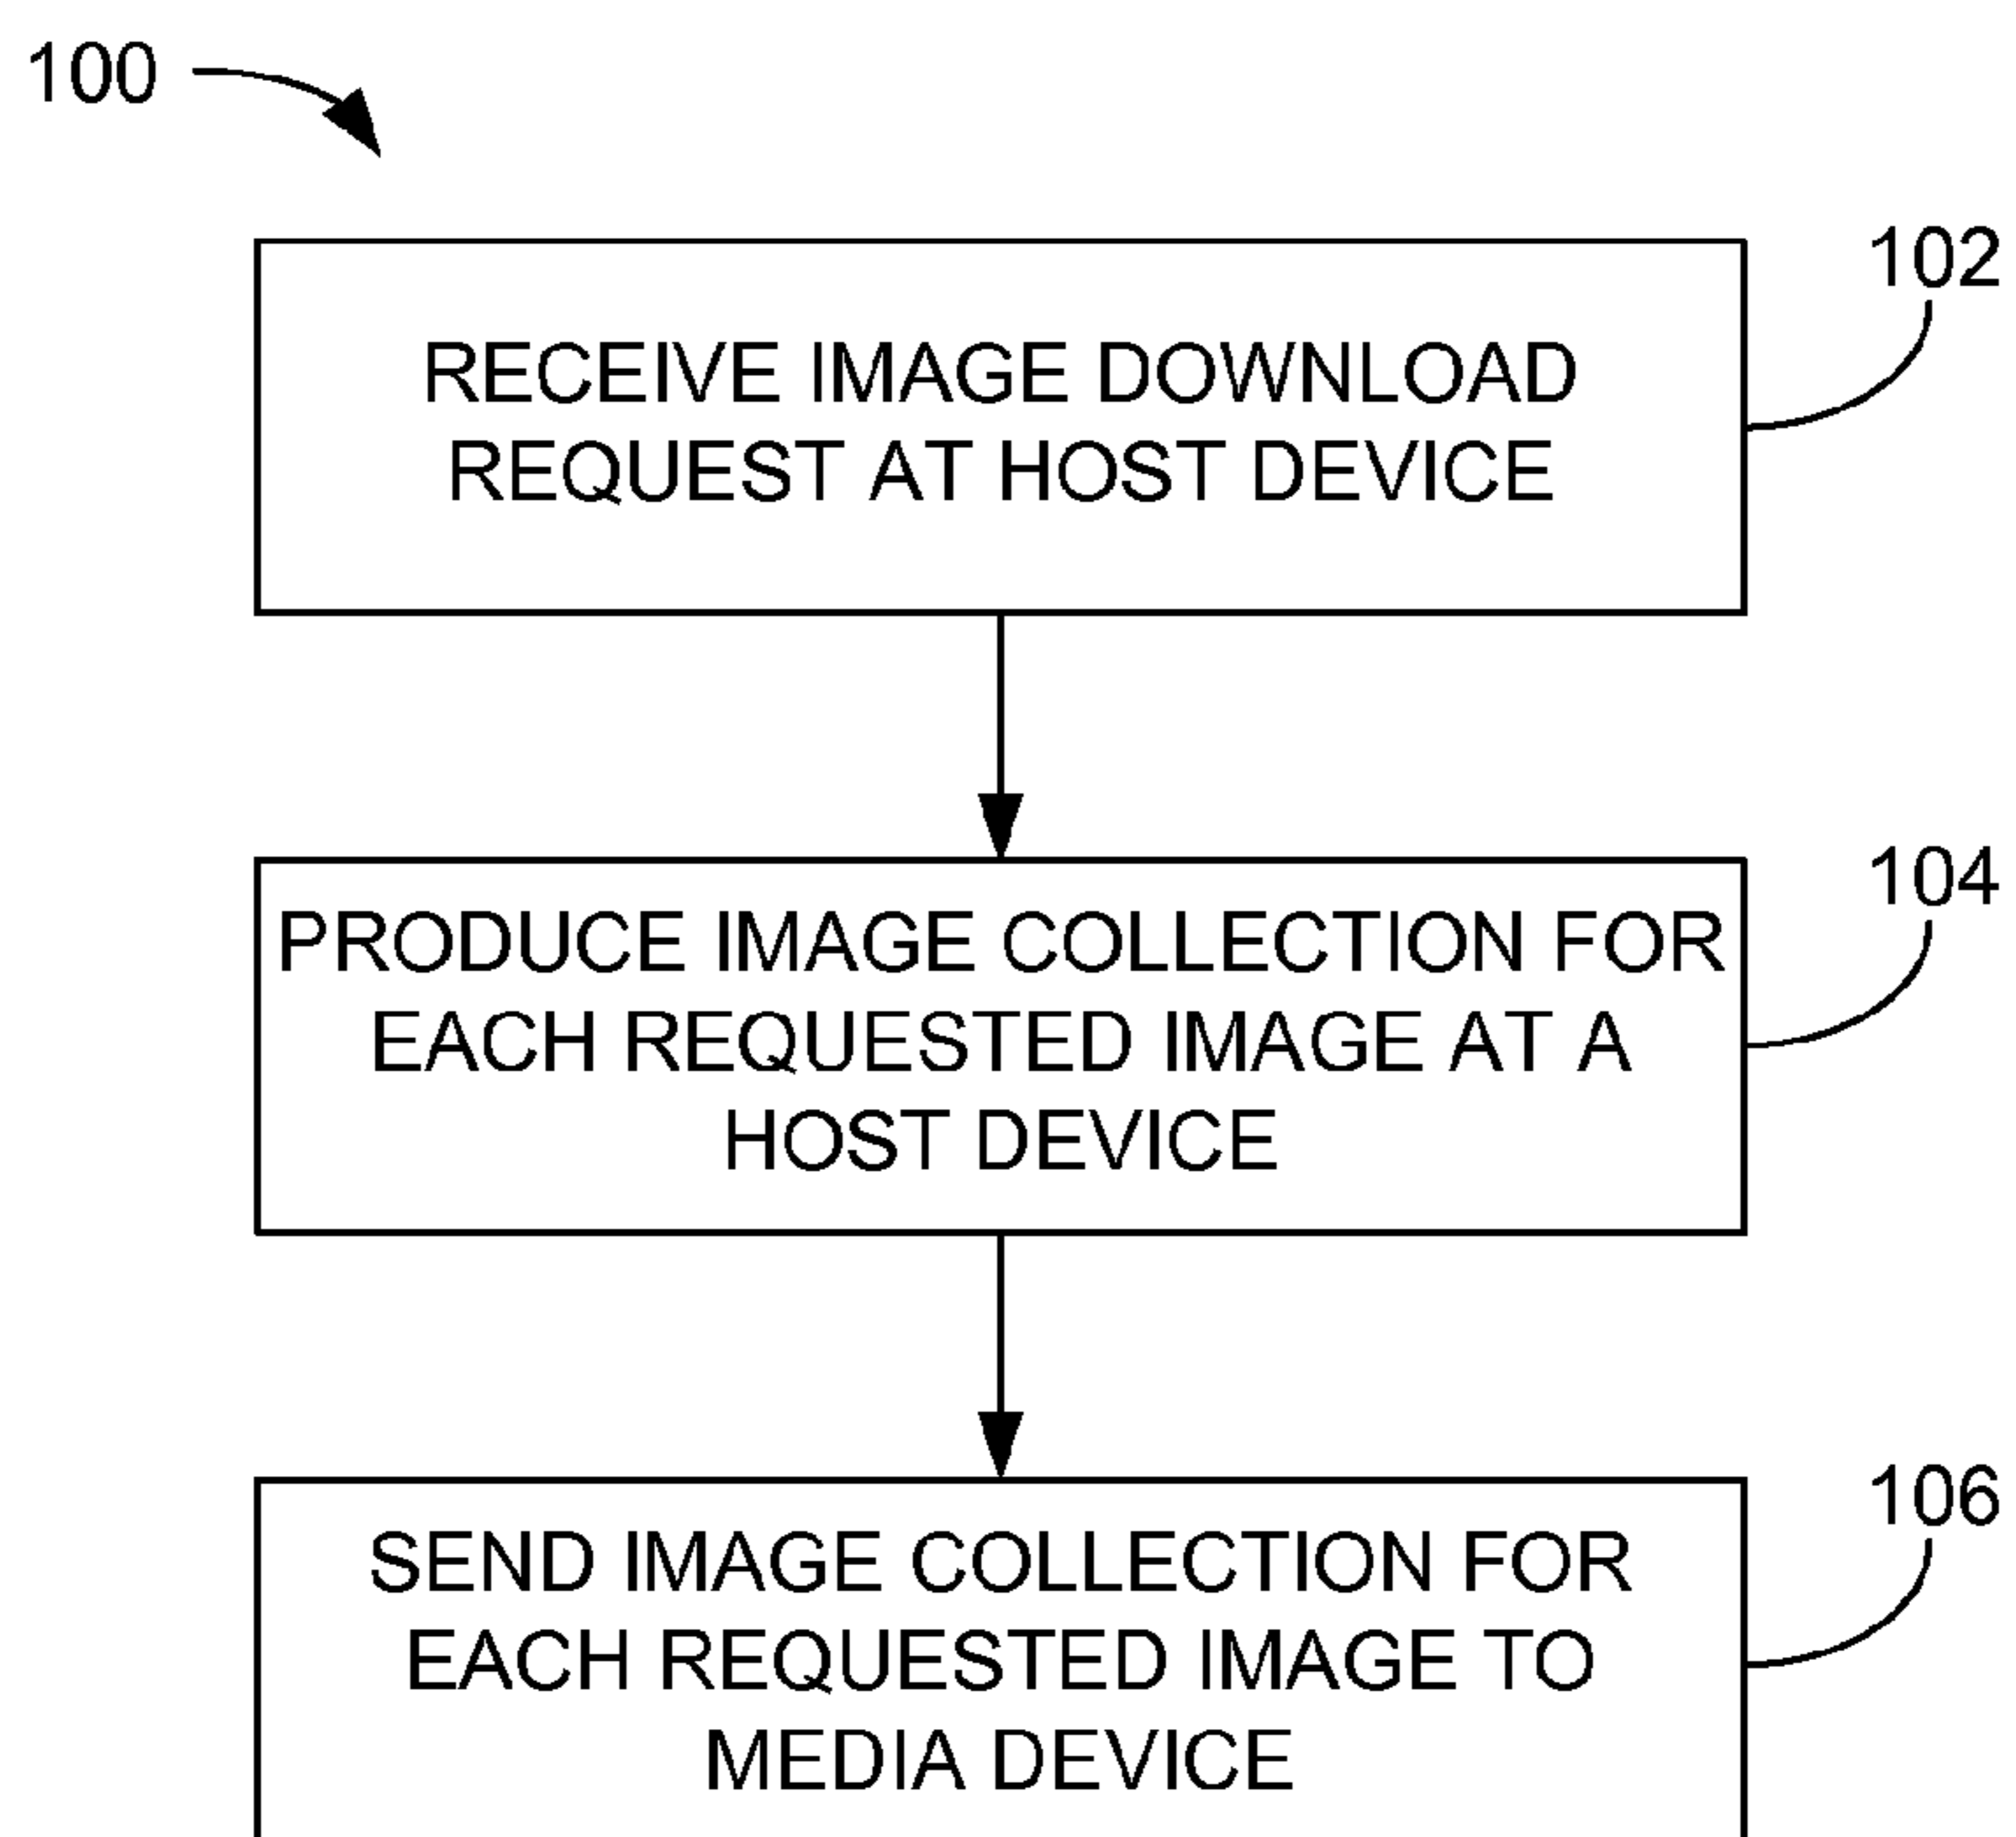 100
102
RECEIVE IMAGE DOWNLOAD
REQUEST AT HOST DEVICE
104
PRODUCE IMAGE COLLECTION FOR
EACH REQUESTED IMAGE AT A
HOST DEVICE
106
SEND IMAGE COLLECTION FOR
EACH REQUESTED IMAGE TO
MEDIA DEVICE